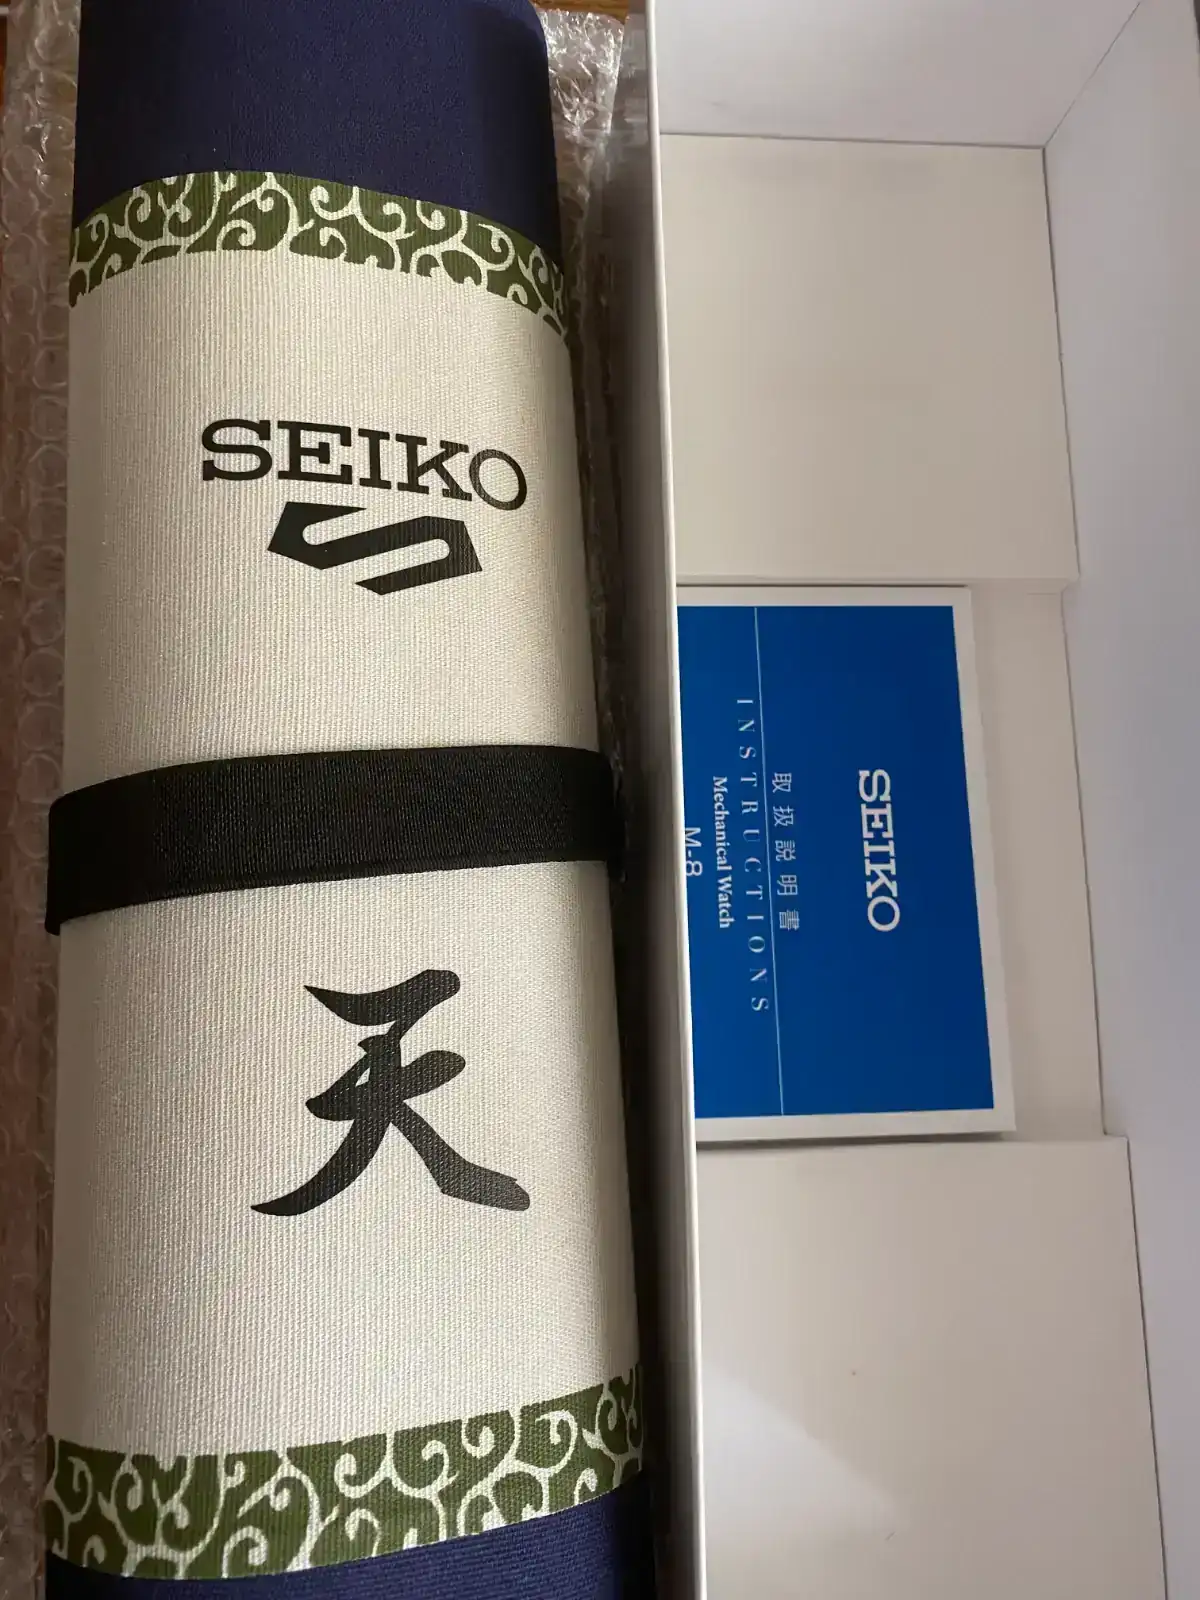 SEIKO
天
SEIKO
取扱説明書
INSTRUCTIONS
Mechanical Watch
M-8